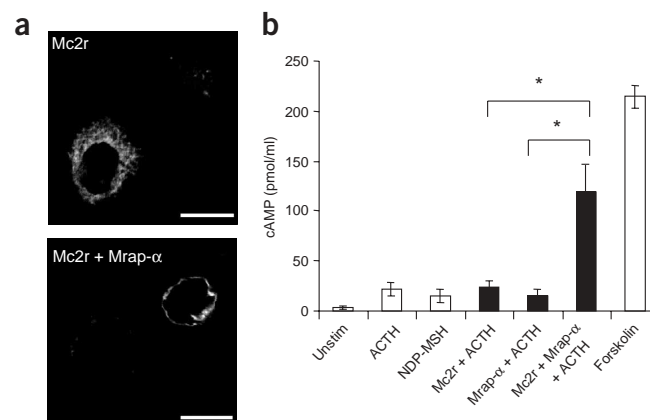 a
Mc2r
Mc2r + Mrap-α
b
cAMP (pmol/ml)
250
200
150
100
50
0
*
*
Unstim
ACTH
NDP-MSH
Mc2r + ACTH
Mrap-α + ACTH
Mc2r + Mrap-α
+ ACTH
Forskolin